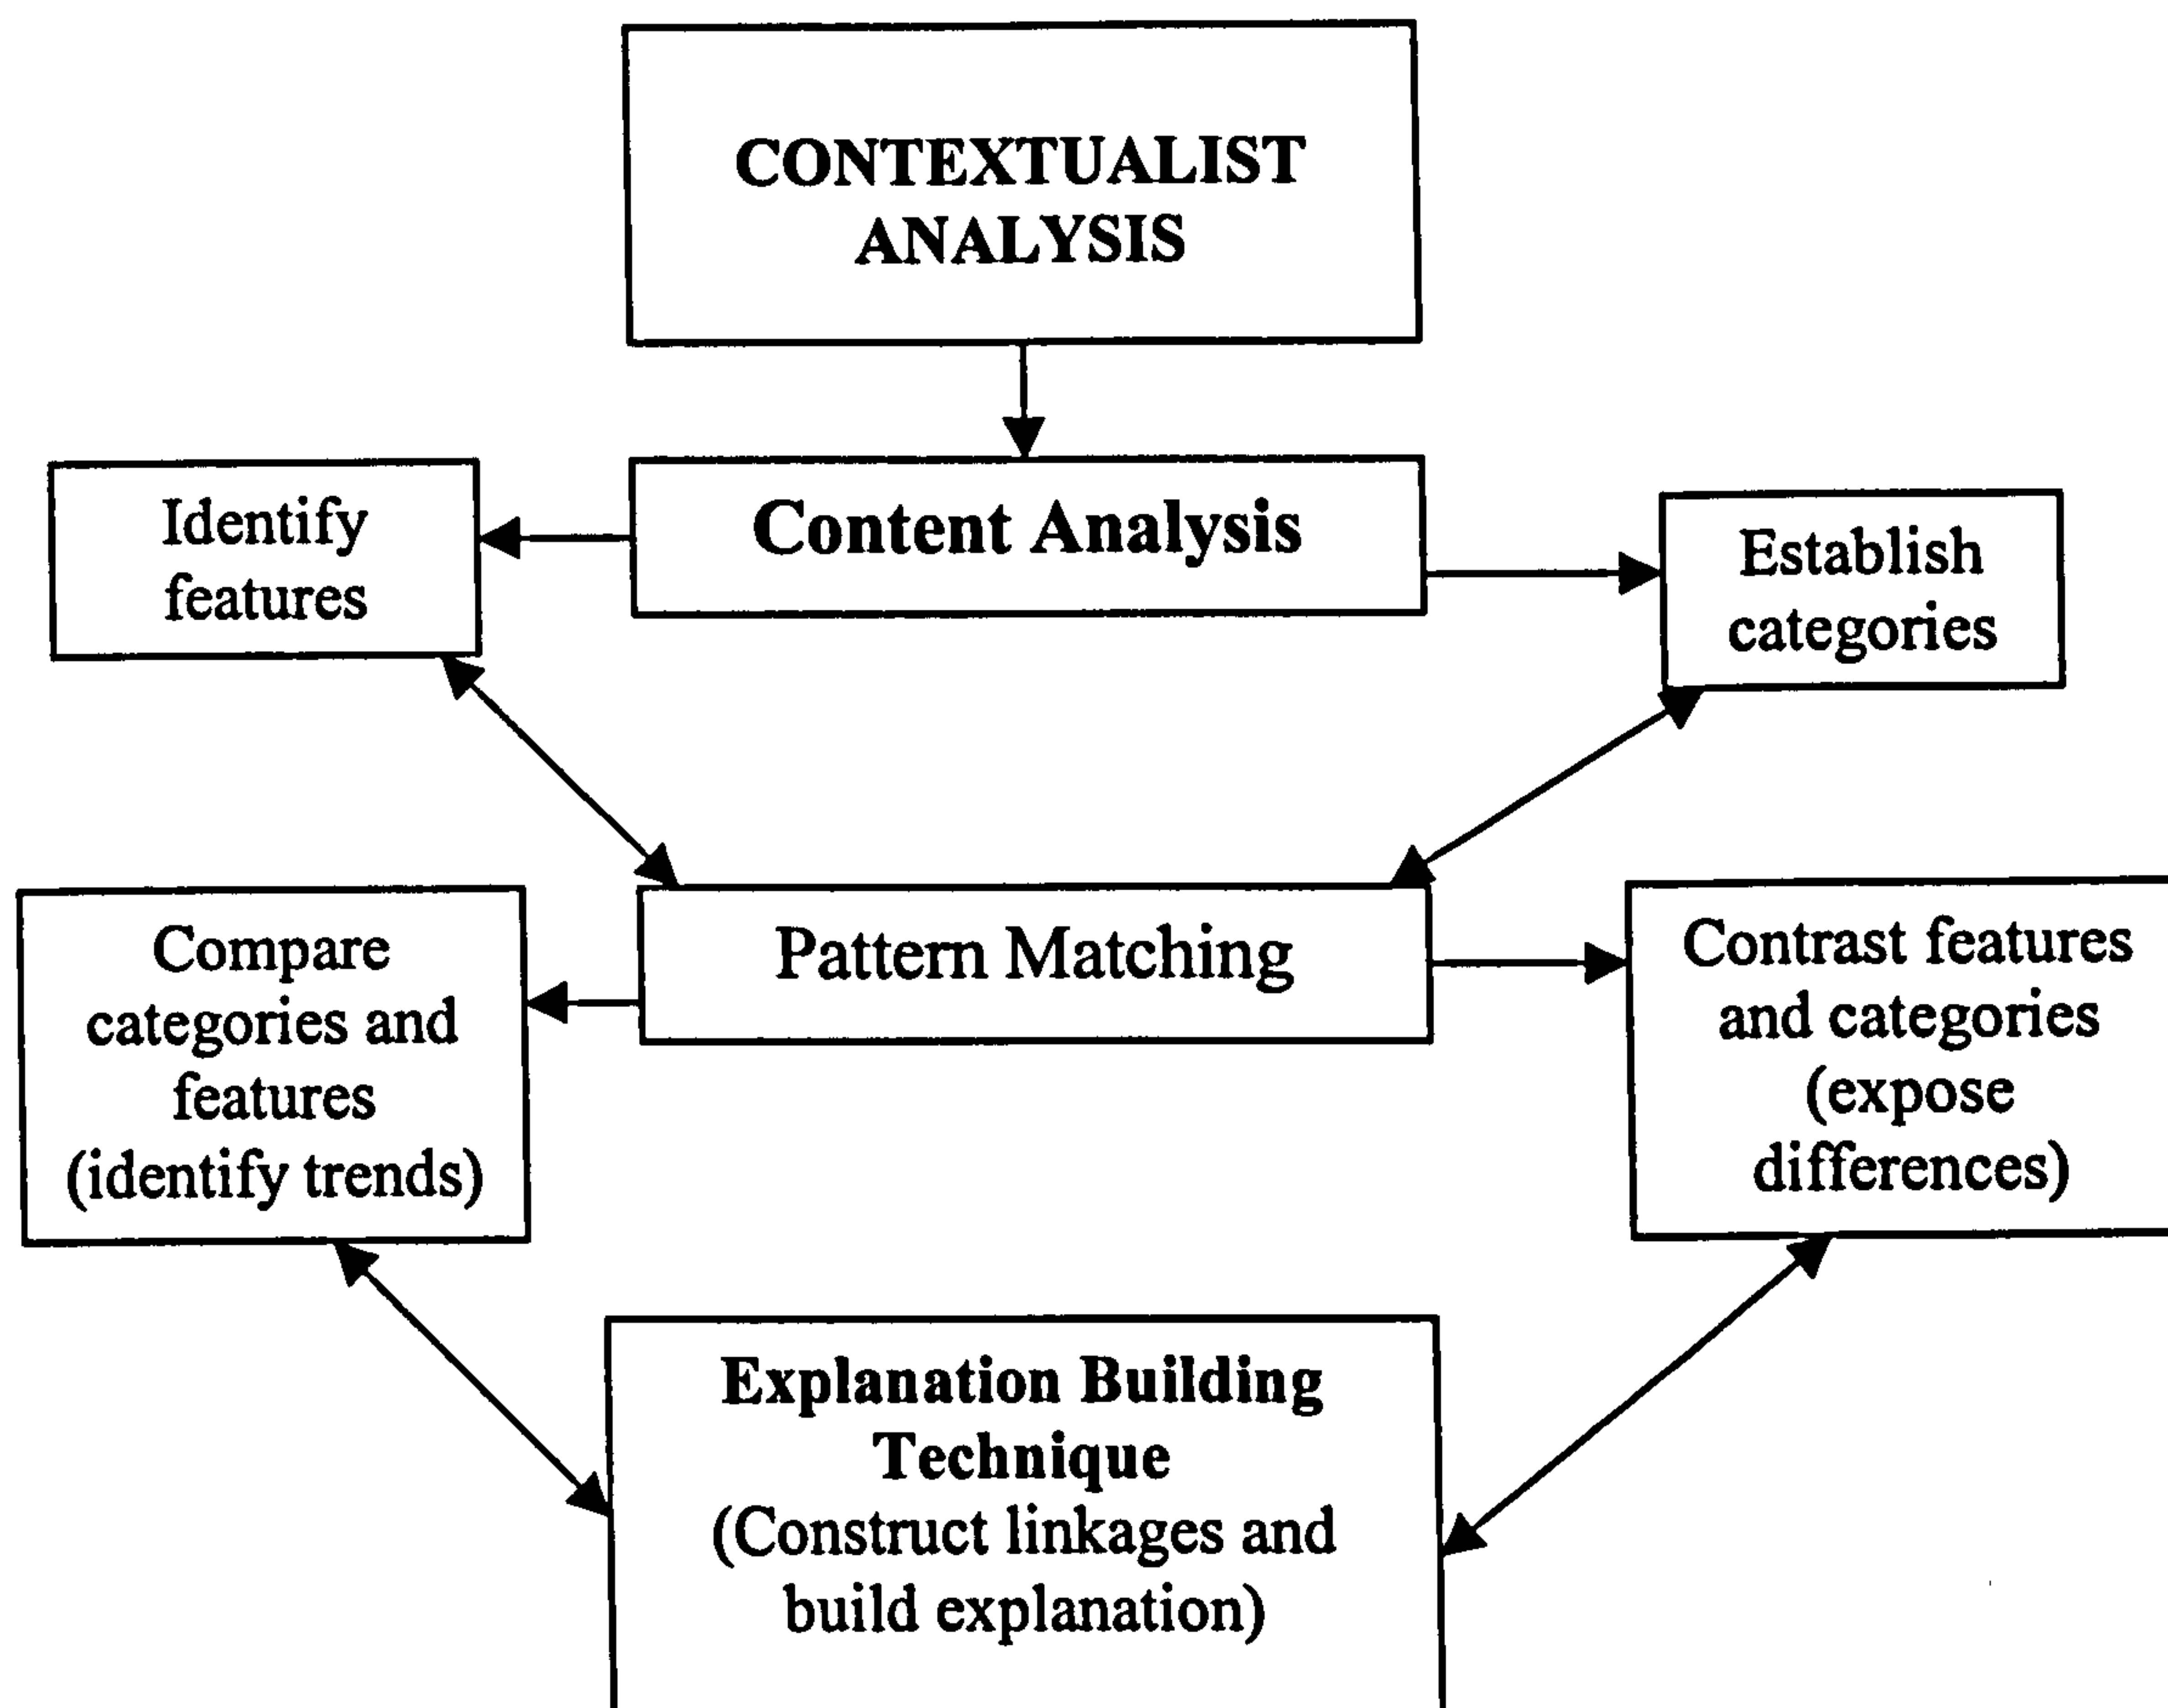 CONTEXTUALIST
ANALYSIS
Identify
features
Content Analysis
Establish
categories
Compare
categories and
features
(identify trends)
Pattern Matching
Contrast features
and categories
(expose
differences)
Explanation Building
Technique
(Construct linkages and
build explanation)